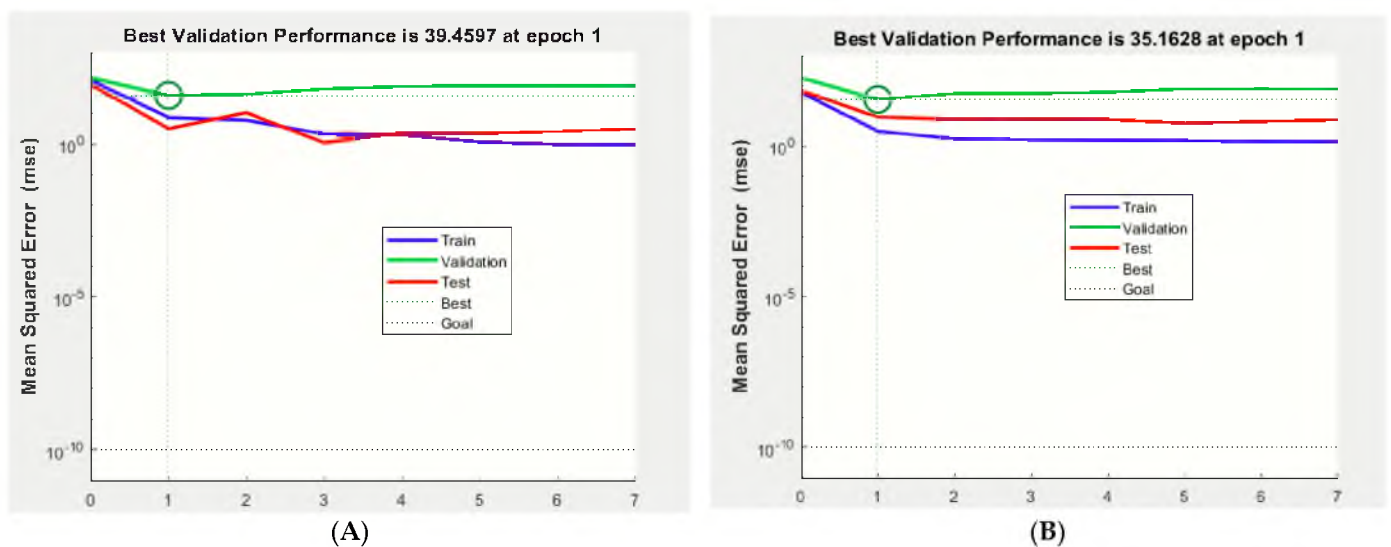 Best Validation Performance is 39.4597 at epoch 1
Mean Squared Error (mse)
10^0
10^-5
10^-10
Train
Validation
Test
Best
Goal
0 1 2 3 4 5 6 7
(A)
Best Validation Performance is 35.1628 at epoch 1
Mean Squared Error (mse)
10^0
10^-5
10^-10
Train
Validation
Test
Best
Goal
0 1 2 3 4 5 6 7
(B)